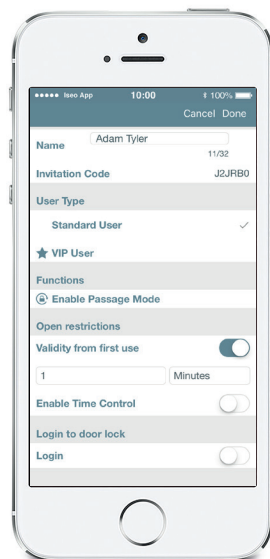 Iseo App 10:00 100%
Cancel Done
Name Adam Tyler
11/32
Invitation Code J2JRB0
User Type
Standard User
VIP User
Functions
Enable Passage Mode
Open restrictions
Validity from first use
1 Minutes
Enable Time Control
Login to door lock
Login